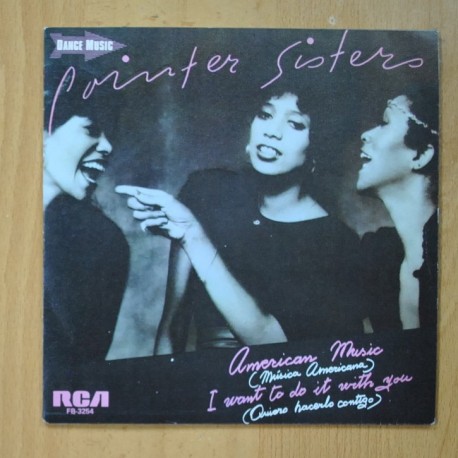 DANCE MUSIC
Pointer Sisters
American Music
(Música Americana)
I want to do it with you
(Quiero hacerlo contigo)
RCA
FB-3254